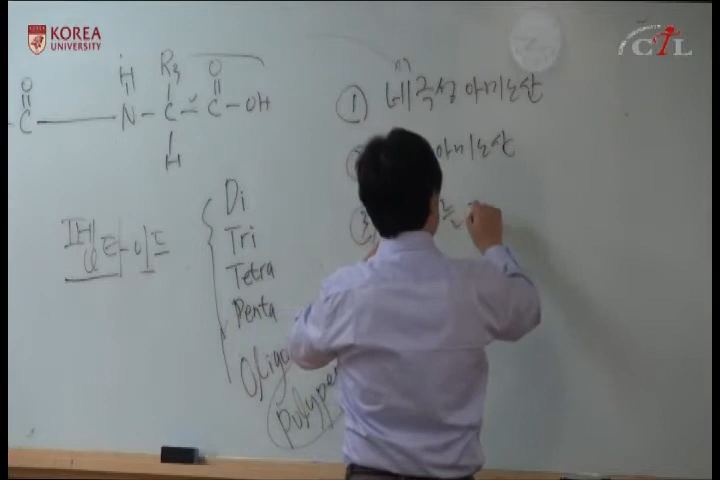 KOREA
UNIVERSITY
CTL
O
H
R3
O
C
N
C
C
OH
H
① 비극성 아미노산
아미노산
펩타이드
Di
Tri
Tetra
Penta
Oligo
Polype